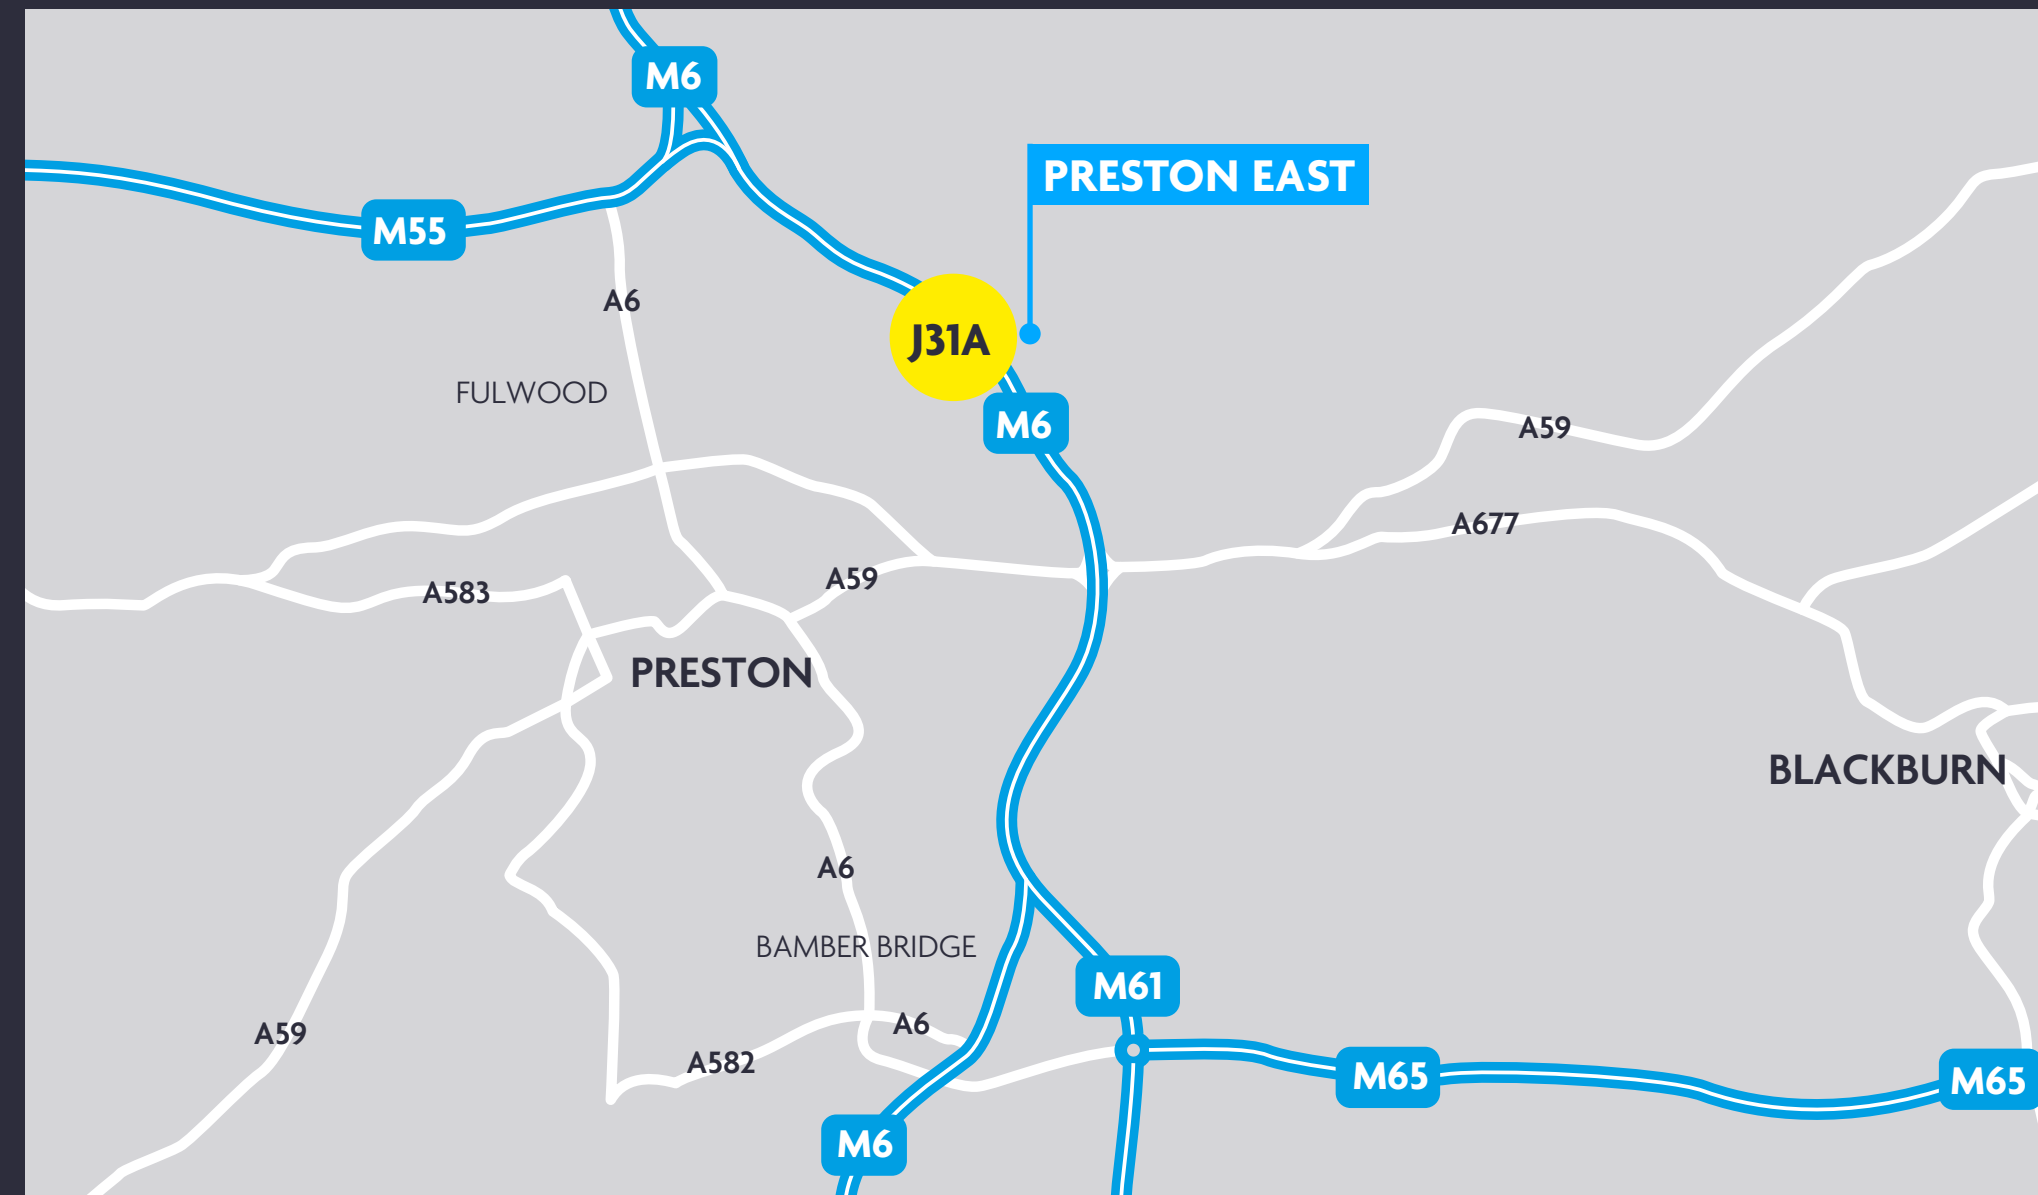 M6
PRESTON EAST
M55
A6
J31A
FULWOOD
M6
A59
A677
A59
A583
PRESTON
BLACKBURN
A6
BAMBER BRIDGE
M61
A6
A59
A582
M65
M65
M6